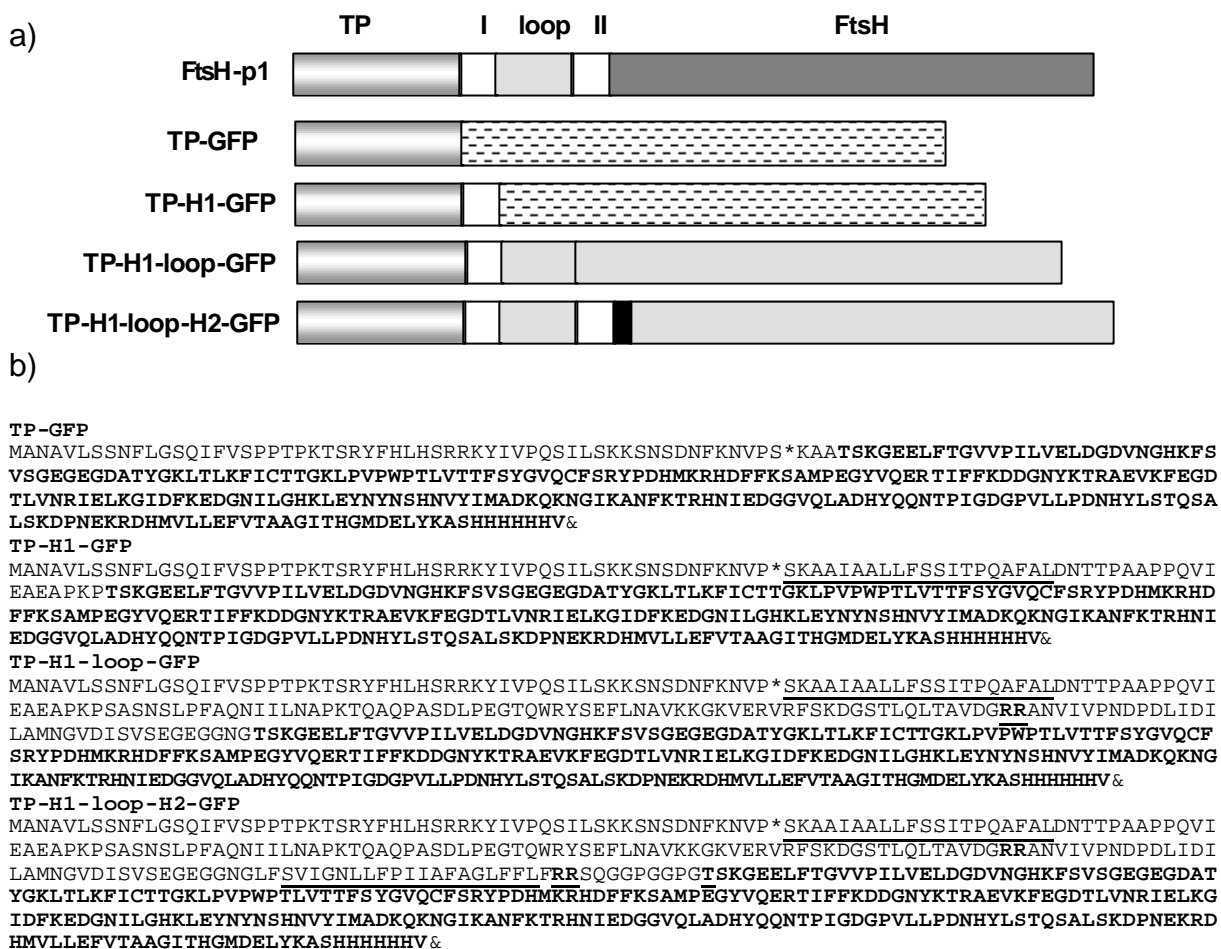 a)
TP I loop II FtsH
FtsH-p1
TP-GFP
TP-H1-GFP
TP-H1-loop-GFP
TP-H1-loop-H2-GFP
b)
TP-GFP
MANAVLSSNFLGSQIFVSPPTPKTSRYFHLHSRRKYIVPQSILSKKSNSDNFKNVPS*KAATSKGEELFTGVVPILVELDGDVNGHKFS
VSGEGEGDATYGKLTLKFICTTGKLPVPWPTLVTTFSYGVQCFSRYPDHMKRHDFFKSAMPEGYVQERTIFFKDDGNYKTRAEVKFEGD
TLVNRIELKGIDFKEDGNILGHKLEYNYNSHNVYIMADKQKNGIKANFKTRHNIEDGGVQLADHYQQNTPIGDGPVLLPDNHYLSTQSA
LSKDPNEKRDHMVLLEFVTAAGITHGMDELYKASHHHHHHV&
TP-H1-GFP
MANAVLSSNFLGSQIFVSPPTPKTSRYFHLHSRRKYIVPQSILSKKSNSDNFKNVP*SKAAIAALLFSSITPQAFALDNTTPAAPPQVI
EAEAPKPTSKGEELFTGVVPILVELDGDVNGHKFSVSGEGEGDATYGKLTLKFICTTGKLPVPWPTLVTTFSYGVQCFSRYPDHMKRHD
FFKSAMPEGYVQERTIFFKDDGNYKTRAEVKFEGDTLVNRIELKGIDFKEDGNILGHKLEYNYNSHNVYIMADKQKNGIKANFKTRHNI
EDGGVQLADHYQQNTPIGDGPVLLPDNHYLSTQSALSKDPNEKRDHMVLLEFVTAAGITHGMDELYKASHHHHHHV&
TP-H1-loop-GFP
MANAVLSSNFLGSQIFVSPPTPKTSRYFHLHSRRKYIVPQSILSKKSNSDNFKNVP*SKAAIAALLFSSITPQAFALDNTTPAAPPQVI
EAEAPKPSASNSLPFAQNIILNAPKTQAQPASDLPEGTQWRYSEFLNAVKKGKVERVRFSKDGSTLQLTAVDGRRANVIVPNDPDLIDI
LAMNGVDISVSEGEGGNGTSKGEELFTGVVPILVELDGDVNGHKFSVSGEGEGDATYGKLTLKFICTTGKLPVPWPTLVTTFSYGVQCF
SRYPDHMKRHDFFKSAMPEGYVQERTIFFKDDGNYKTRAEVKFEGDTLVNRIELKGIDFKEDGNILGHKLEYNYNSHNVYIMADKQKNG
IKANFKTRHNIEDGGVQLADHYQQNTPIGDGPVLLPDNHYLSTQSALSKDPNEKRDHMVLLEFVTAAGITHGMDELYKASHHHHHHV&
TP-H1-loop-H2-GFP
MANAVLSSNFLGSQIFVSPPTPKTSRYFHLHSRRKYIVPQSILSKKSNSDNFKNVP*SKAAIAALLFSSITPQAFALDNTTPAAPPQVI
EAEAPKPSASNSLPFAQNIILNAPKTQAQPASDLPEGTQWRYSEFLNAVKKGKVERVRFSKDGSTLQLTAVDGRRANVIVPNDPDLIDI
LAMNGVDISVSEGEGGNGLFSVIGNLLFPIIAFAGLFFLFRRSQGGPGGPGTSKGEELFTGVVPILVELDGDVNGHKFSVSGEGEGDAT
YGKLTLKFICTTGKLPVPWPTLVTTFSYGVQCFSRYPDHMKRHDFFKSAMPEGYVQERTIFFKDDGNYKTRAEVKFEGDTLVNRIELKG
IDFKEDGNILGHKLEYNYNSHNVYIMADKQKNGIKANFKTRHNIEDGGVQLADHYQQNTPIGDGPVLLPDNHYLSTQSALSKDPNEKRD
HMVLLEFVTAAGITHGMDELYKASHHHHHHV&